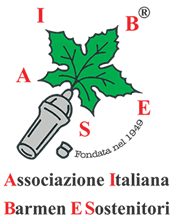 I
B®
A
E
S
Fondata nel 1949
Associazione Italiana
Barmen E Sostenitori